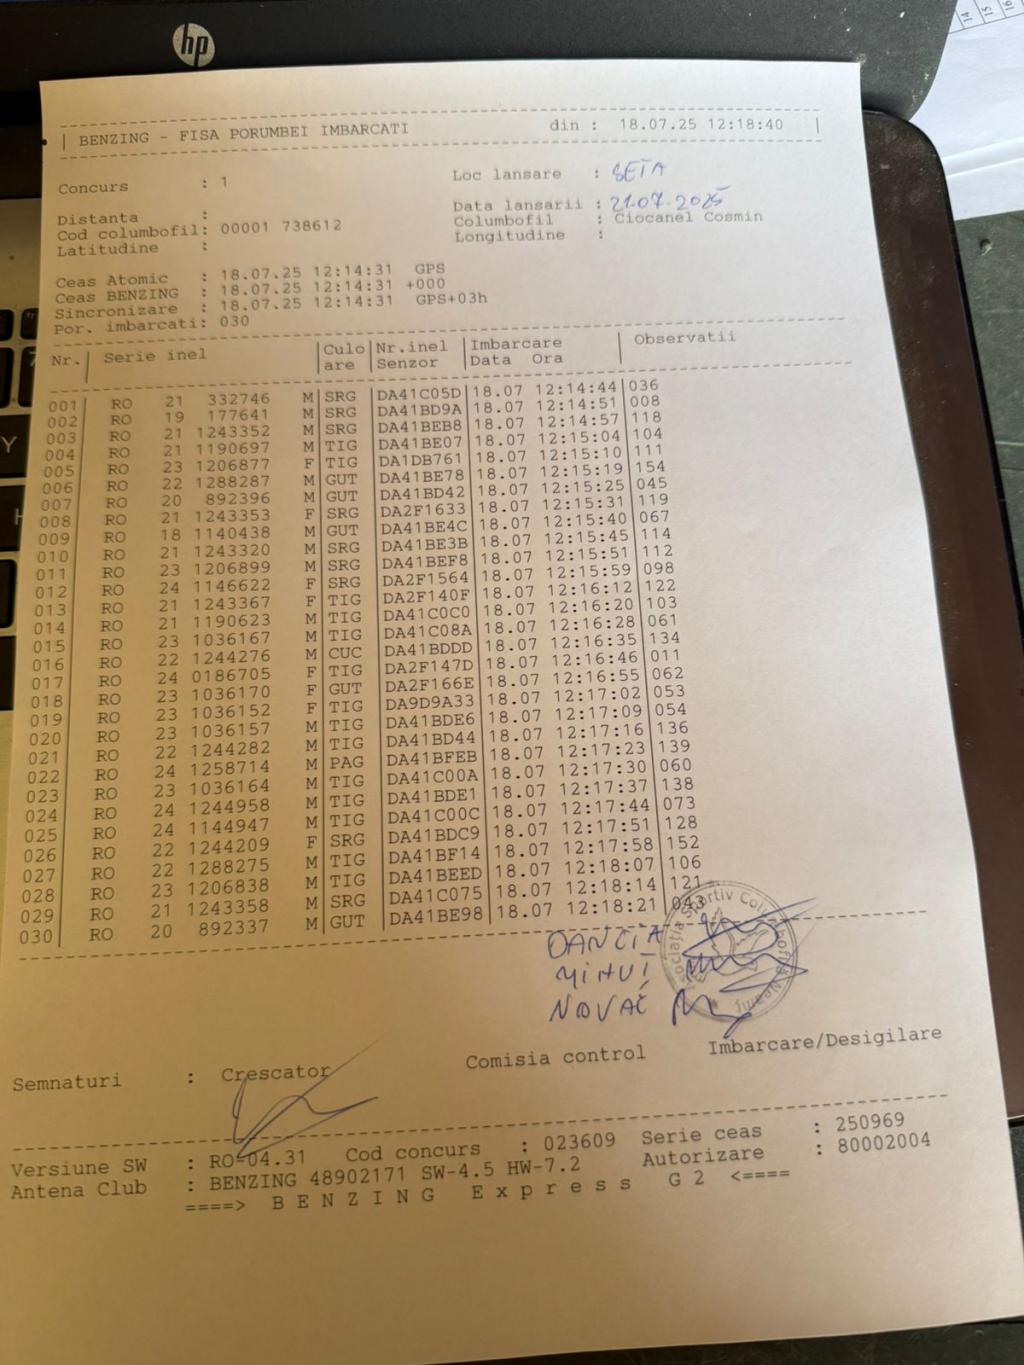 hp
14
15
16
BENZING - FISA PORUMBEI IMBARCATI din : 18.07.25 12:18:40
Concurs : 1 Loc lansare : SETA
Data lansarii : 21.07.2025
Distanta : Columbofil : Ciocanel Cosmin
Cod columbofil: 00001 738612 Longitudine :
Latitudine :
Ceas Atomic : 18.07.25 12:14:31 GPS
Ceas BENZING : 18.07.25 12:14:31 +000
Sincronizare : 18.07.25 12:14:31 GPS+03h
Por. imbarcati: 030
Nr. | Serie inel |Culo|Nr.inel |Imbarcare | Observatii
|are |Senzor |Data Ora |
001| RO 21 332746 M|SRG|DA41C05D|18.07 12:14:44|036
002| RO 19 177641 M|SRG|DA41BD9A|18.07 12:14:51|008
003| RO 21 1243352 M|SRG|DA41BEB8|18.07 12:14:57|118
004| RO 21 1190697 M|TIG|DA41BE07|18.07 12:15:04|104
005| RO 23 1206877 F|TIG|DA1DB761|18.07 12:15:10|111
006| RO 22 1288287 M|GUT|DA41BE78|18.07 12:15:19|154
007| RO 20 892396 M|GUT|DA41BD42|18.07 12:15:25|045
008| RO 21 1243353 F|SRG|DA2F1633|18.07 12:15:31|119
009| RO 18 1140438 M|GUT|DA41BE4C|18.07 12:15:40|067
010| RO 21 1243320 M|SRG|DA41BE3B|18.07 12:15:45|114
011| RO 23 1206899 M|SRG|DA41BEF8|18.07 12:15:51|112
012| RO 24 1146622 F|SRG|DA2F1564|18.07 12:15:59|098
013| RO 21 1243367 F|TIG|DA2F140F|18.07 12:16:12|122
014| RO 21 1190623 M|TIG|DA41C0C0|18.07 12:16:20|103
015| RO 23 1036167 M|TIG|DA41C08A|18.07 12:16:28|061
016| RO 22 1244276 M|CUC|DA41BDDD|18.07 12:16:35|134
017| RO 24 0186705 F|TIG|DA2F147D|18.07 12:16:46|011
018| RO 23 1036170 F|GUT|DA2F166E|18.07 12:16:55|062
019| RO 23 1036152 F|TIG|DA9D9A33|18.07 12:17:02|053
020| RO 23 1036157 M|TIG|DA41BDE6|18.07 12:17:09|054
021| RO 22 1244282 M|TIG|DA41BD44|18.07 12:17:16|136
022| RO 24 1258714 M|PAG|DA41BFEB|18.07 12:17:23|139
023| RO 23 1036164 M|TIG|DA41C00A|18.07 12:17:30|060
024| RO 24 1244958 M|TIG|DA41BDE1|18.07 12:17:37|138
025| RO 24 1144947 M|TIG|DA41C00C|18.07 12:17:44|073
026| RO 22 1244209 F|SRG|DA41BDC9|18.07 12:17:51|128
027| RO 22 1288275 M|TIG|DA41BF14|18.07 12:17:58|152
028| RO 23 1206838 M|TIG|DA41BEED|18.07 12:18:07|106
029| RO 21 1243358 M|SRG|DA41C075|18.07 12:18:14|121
030| RO 20 892337 M|GUT|DA41BE98|18.07 12:18:21|043
DANCIA
MIHUI
NOVAC
Semnaturi : Crescator Comisia control Imbarcare/Desigilare
Versiune SW : RO-04.31 Cod concurs : 023609 Serie ceas : 250969
Antena Club : BENZING 48902171 SW-4.5 HW-7.2 Autorizare : 80002004
====> B E N Z I N G E x p r e s s G 2 <====